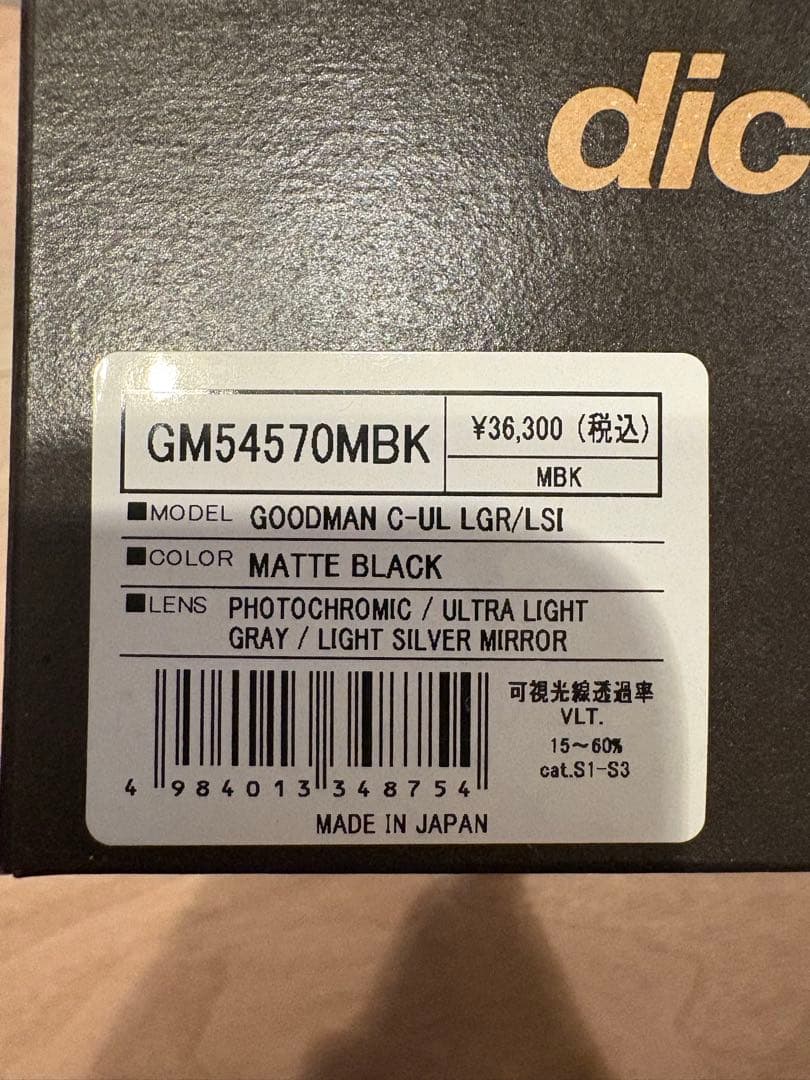 dic
GM54570MBK
¥36,300 (税込)
MBK
■MODEL GOODMAN C-UL LGR/LSI
■COLOR MATTE BLACK
■LENS PHOTOCHROMIC / ULTRA LIGHT
GRAY / LIGHT SILVER MIRROR
可視光線透過率
VLT.
15～60%
cat.S1-S3
4 984013 348754
MADE IN JAPAN